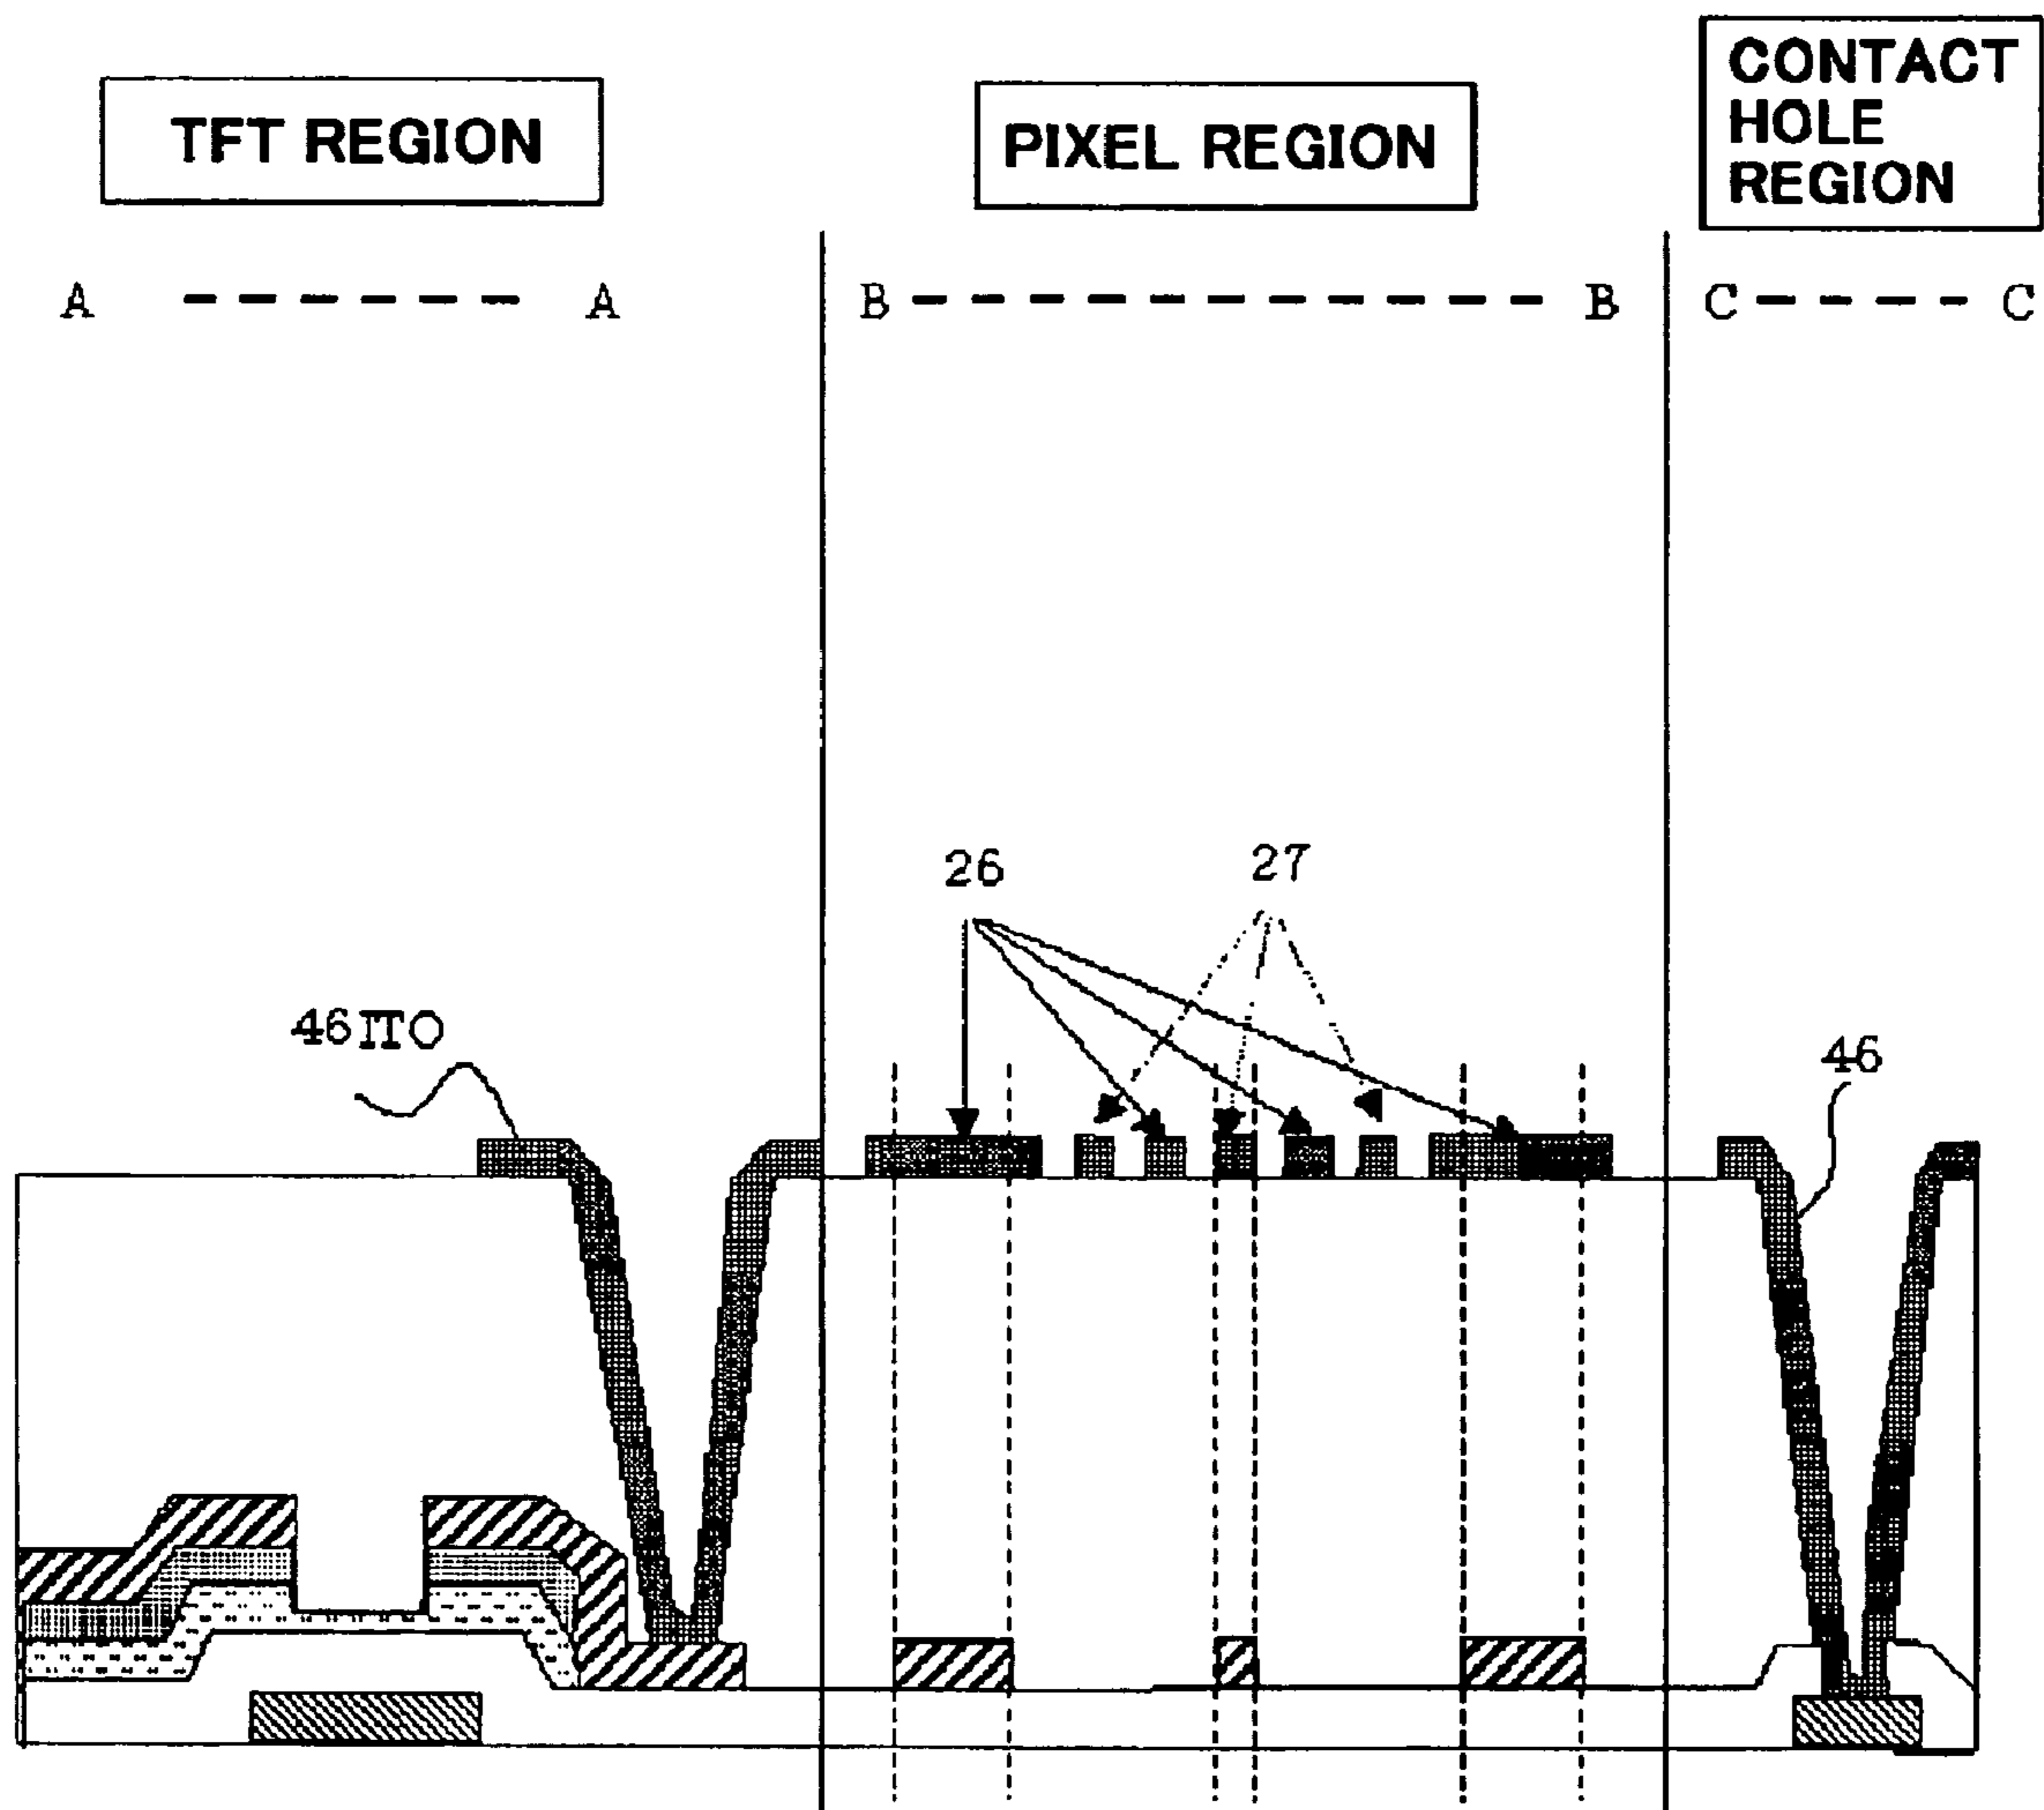 TFT REGION
PIXEL REGION
CONTACT
HOLE
REGION
A A
B B
C C
26
27
46ITO
46